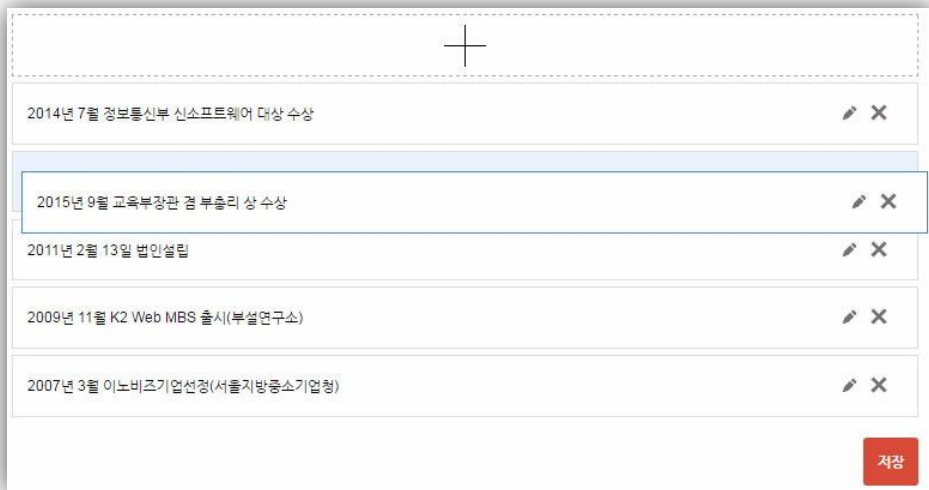 2014년 7월 정보통신부 신소프트웨어 대상 수상
2015년 9월 교육부장관 겸 부총리 상 수상
2011년 2월 13일 법인설립
2009년 11월 K2 Web MBS 출시(부설연구소)
2007년 3월 이노비즈기업선정(서울지방중소기업청)
저장